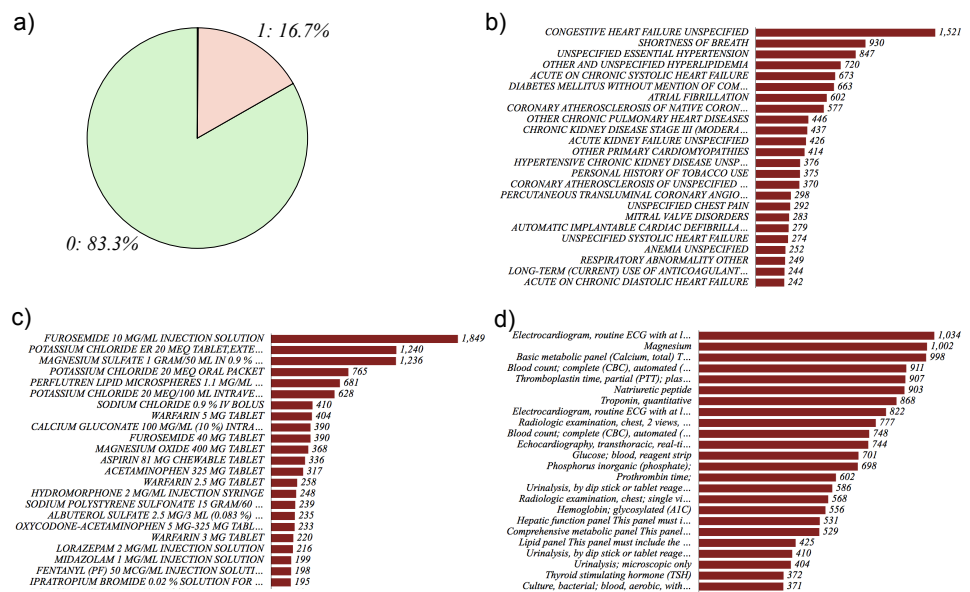 a)
1: 16.7%
0: 83.3%
b)
CONGESTIVE HEART FAILURE UNSPECIFIED 1,521
SHORTNESS OF BREATH 930
UNSPECIFIED ESSENTIAL HYPERTENSION 847
OTHER AND UNSPECIFIED HYPERLIPIDEMIA 720
ACUTE ON CHRONIC SYSTOLIC HEART FAILURE 673
DIABETES MELLITUS WITHOUT MENTION OF COM... 663
ATRIAL FIBRILLATION 602
CORONARY ATHEROSCLEROSIS OF NATIVE CORON... 577
OTHER CHRONIC PULMONARY HEART DISEASES 446
CHRONIC KIDNEY DISEASE STAGE III (MODERA... 437
ACUTE KIDNEY FAILURE UNSPECIFIED 426
OTHER PRIMARY CARDIOMYOPATHIES 414
HYPERTENSIVE CHRONIC KIDNEY DISEASE UNSP... 376
PERSONAL HISTORY OF TOBACCO USE 375
CORONARY ATHEROSCLEROSIS OF UNSPECIFIED ... 370
PERCUTANEOUS TRANSLUMINAL CORONARY ANGIO... 298
UNSPECIFIED CHEST PAIN 292
MITRAL VALVE DISORDERS 283
AUTOMATIC IMPLANTABLE CARDIAC DEFIBRILLA... 279
UNSPECIFIED SYSTOLIC HEART FAILURE 274
ANEMIA UNSPECIFIED 252
RESPIRATORY ABNORMALITY OTHER 249
LONG-TERM (CURRENT) USE OF ANTICOAGULANT... 244
ACUTE ON CHRONIC DIASTOLIC HEART FAILURE 242
c)
FUROSEMIDE 10 MG/ML INJECTION SOLUTION 1,849
POTASSIUM CHLORIDE ER 20 MEQ TABLET,EXTE... 1,240
MAGNESIUM SULFATE 1 GRAM/50 ML IN 0.9 % ... 1,236
POTASSIUM CHLORIDE 20 MEQ ORAL PACKET 765
PERFLUTREN LIPID MICROSPHERES 1.1 MG/ML ... 681
POTASSIUM CHLORIDE 20 MEQ/100 ML INTRAVE... 628
SODIUM CHLORIDE 0.9 % IV BOLUS 410
WARFARIN 5 MG TABLET 404
CALCIUM GLUCONATE 100 MG/ML (10 %) INTRA... 390
FUROSEMIDE 40 MG TABLET 390
MAGNESIUM OXIDE 400 MG TABLET 368
ASPIRIN 81 MG CHEWABLE TABLET 336
ACETAMINOPHEN 325 MG TABLET 317
WARFARIN 2.5 MG TABLET 258
HYDROMORPHONE 2 MG/ML INJECTION SYRINGE 248
SODIUM POLYSTYRENE SULFONATE 15 GRAM/60 ... 239
ALBUTEROL SULFATE 2.5 MG/3 ML (0.083 %) ... 235
OXYCODONE-ACETAMINOPHEN 5 MG-325 MG TABL... 233
WARFARIN 3 MG TABLET 220
LORAZEPAM 2 MG/ML INJECTION SOLUTION 216
MIDAZOLAM 1 MG/ML INJECTION SOLUTION 199
FENTANYL (PF) 50 MCG/ML INJECTION SOLUTI... 198
IPRATROPIUM BROMIDE 0.02 % SOLUTION FOR ... 195
d)
Electrocardiogram, routine ECG with at l... 1,034
Magnesium 1,002
Basic metabolic panel (Calcium, total) T... 998
Blood count; complete (CBC), automated (... 911
Thromboplastin time, partial (PTT); plas... 907
Natriuretic peptide 903
Troponin, quantitative 868
Electrocardiogram, routine ECG with at l... 822
Radiologic examination, chest, 2 views, ... 777
Blood count; complete (CBC), automated (... 748
Echocardiography, transthoracic, real-ti... 744
Glucose; blood, reagent strip 701
Phosphorus inorganic (phosphate); 698
Prothrombin time; 602
Urinalysis, by dip stick or tablet reage... 586
Radiologic examination, chest; single vi... 568
Hemoglobin; glycosylated (A1C) 556
Hepatic function panel This panel must i... 531
Comprehensive metabolic panel This panel... 529
Lipid panel This panel must include the ... 425
Urinalysis, by dip stick or tablet reage... 410
Urinalysis; microscopic only 404
Thyroid stimulating hormone (TSH) 372
Culture, bacterial; blood, aerobic, with... 371